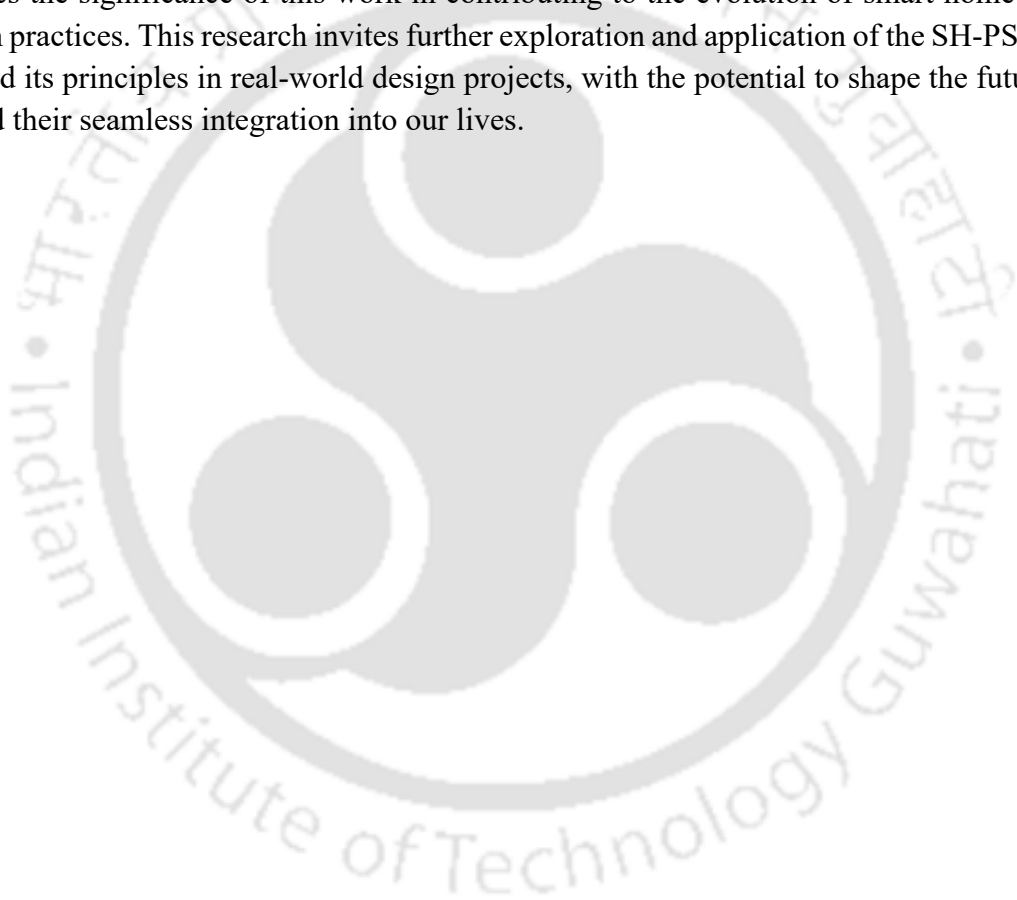 es the significance of this work in contributing to the evolution of smart home
n practices. This research invites further exploration and application of the SH-PS
d its principles in real-world design projects, with the potential to shape the futu
d their seamless integration into our lives.
गुवाहाटी
• Indian Institute of Technology Guwahati •